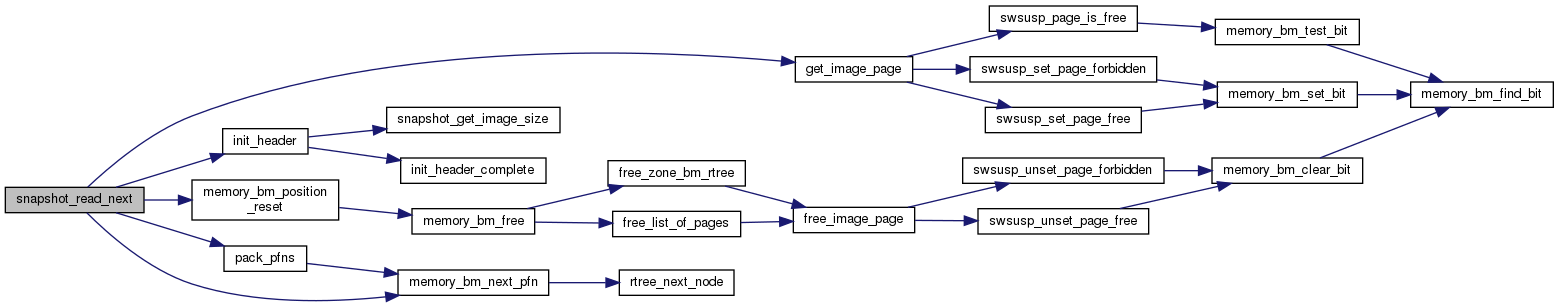 swsusp_page_is_free
memory_bm_test_bit
get_image_page
swsusp_set_page_forbidden
memory_bm_set_bit
memory_bm_find_bit
swsusp_set_page_free
snapshot_get_image_size
init_header
init_header_complete
free_zone_bm_rtree
swsusp_unset_page_forbidden
memory_bm_clear_bit
snapshot_read_next
memory_bm_position
_reset
memory_bm_free
free_list_of_pages
free_image_page
swsusp_unset_page_free
pack_pfns
memory_bm_next_pfn
rtree_next_node